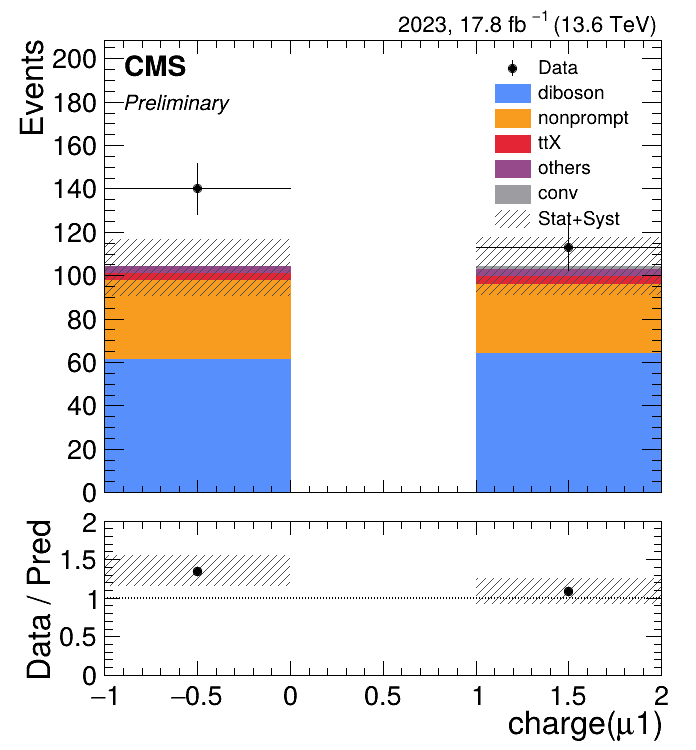 2023, 17.8 fb⁻¹ (13.6 TeV)
CMS
Preliminary
Data
diboson
nonprompt
ttX
others
conv
Stat+Syst
Events
200
180
160
140
120
100
80
60
40
20
0
Data / Pred
2
1.5
1
0.5
0
−1 −0.5 0 0.5 1 1.5 2
charge(μ1)